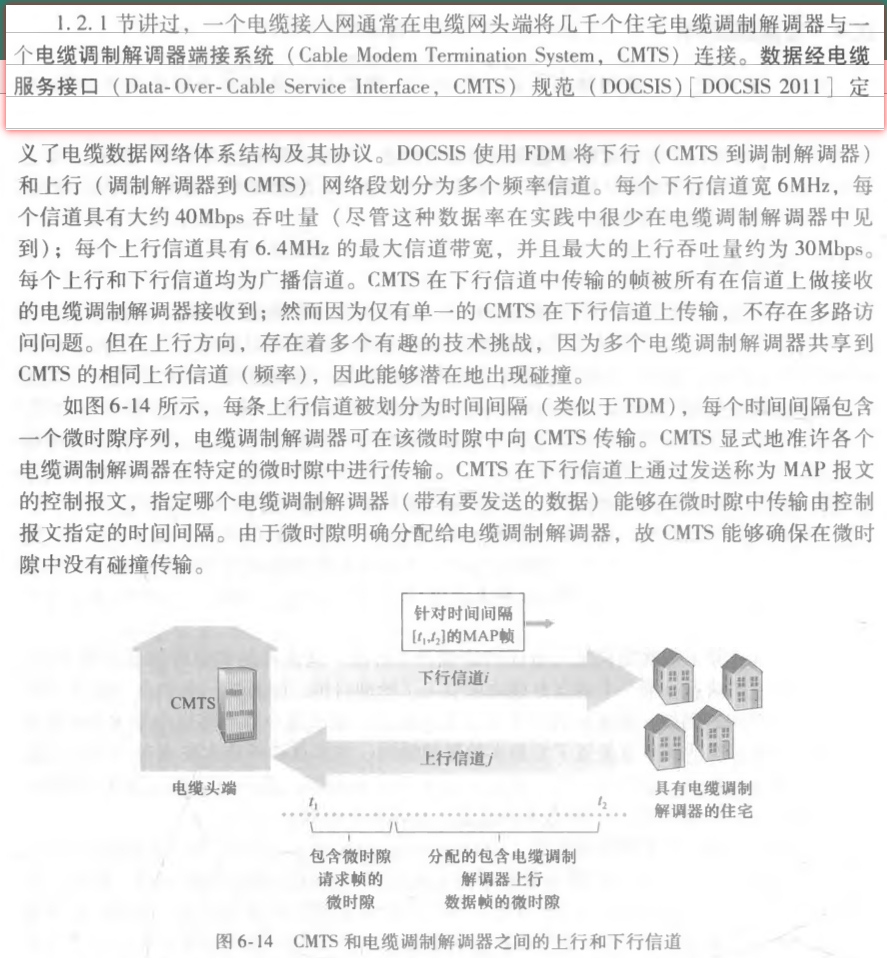 1.2.1 节讲过，一个电缆接入网通常在电缆网头端将几千个住宅电缆调制解调器与一
个电缆调制解调器端接系统（Cable Modem Termination System，CMTS）连接。数据经电缆
服务接口（Data-Over-Cable Service Interface，CMTS）规范（DOCSIS）[DOCSIS 2011] 定
义了电缆数据网络体系结构及其协议。DOCSIS 使用 FDM 将下行（CMTS 到调制解调器）
和上行（调制解调器到 CMTS）网络段划分为多个频率信道。每个下行信道宽 6MHz，每
个信道具有大约 40Mbps 吞吐量（尽管这种数据率在实践中很少在电缆调制解调器中见
到）；每个上行信道具有 6.4MHz 的最大信道带宽，并且最大的上行吞吐量约为 30Mbps。
每个上行和下行信道均为广播信道。CMTS 在下行信道中传输的帧被所有在信道上做接收
的电缆调制解调器接收到；然而因为仅有单一的 CMTS 在下行信道上传输，不存在多路访
问问题。但在上行方向，存在着多个有趣的技术挑战，因为多个电缆调制解调器共享到
CMTS 的相同上行信道（频率），因此能够潜在地出现碰撞。
如图 6-14 所示，每条上行信道被划分为时间间隔（类似于 TDM），每个时间间隔包含
一个微时隙序列，电缆调制解调器可在该微时隙中向 CMTS 传输。CMTS 显式地准许各个
电缆调制解调器在特定的微时隙中进行传输。CMTS 在下行信道上通过发送称为 MAP 报文
的控制报文，指定哪个电缆调制解调器（带有要发送的数据）能够在微时隙中传输由控制
报文指定的时间间隔。由于微时隙明确分配给电缆调制解调器，故 CMTS 能够确保在微时
隙中没有碰撞传输。
针对时间间隔
[t₁,t₂]的MAP帧
下行信道i
CMTS
上行信道j
电缆头端
具有电缆调制
解调器的住宅
t₁
t₂
包含微时隙
请求帧的
微时隙
分配的包含电缆调制
解调器上行
数据帧的微时隙
图 6-14 CMTS 和电缆调制解调器之间的上行和下行信道